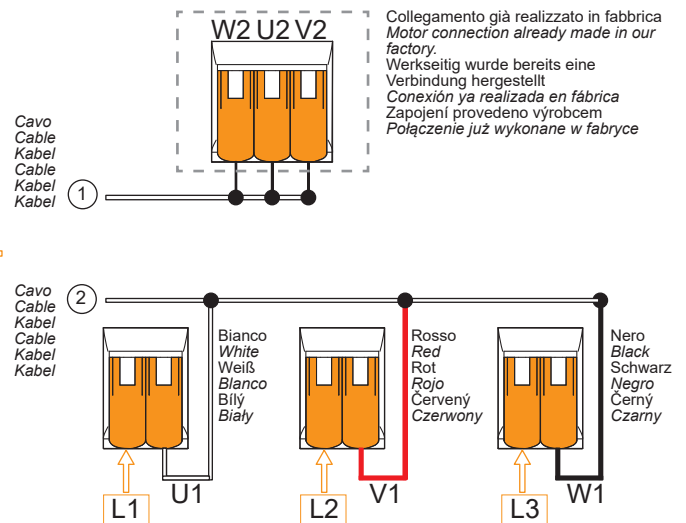 W2 U2 V2
Collegamento già realizzato in fabbrica
Motor connection already made in our
factory.
Werkseitig wurde bereits eine
Verbindung hergestellt
Conexión ya realizada en fábrica
Zapojení provedeno výrobcem
Połączenie już wykonane w fabryce
Cavo
Cable
Kabel
Cable
Kabel
Kabel
1
Cavo
Cable
Kabel
Cable
Kabel
Kabel
2
Bianco
White
Weiß
Blanco
Bílý
Biały
Rosso
Red
Rot
Rojo
Červený
Czerwony
Nero
Black
Schwarz
Negro
Černý
Czarny
L1
U1
L2
V1
L3
W1